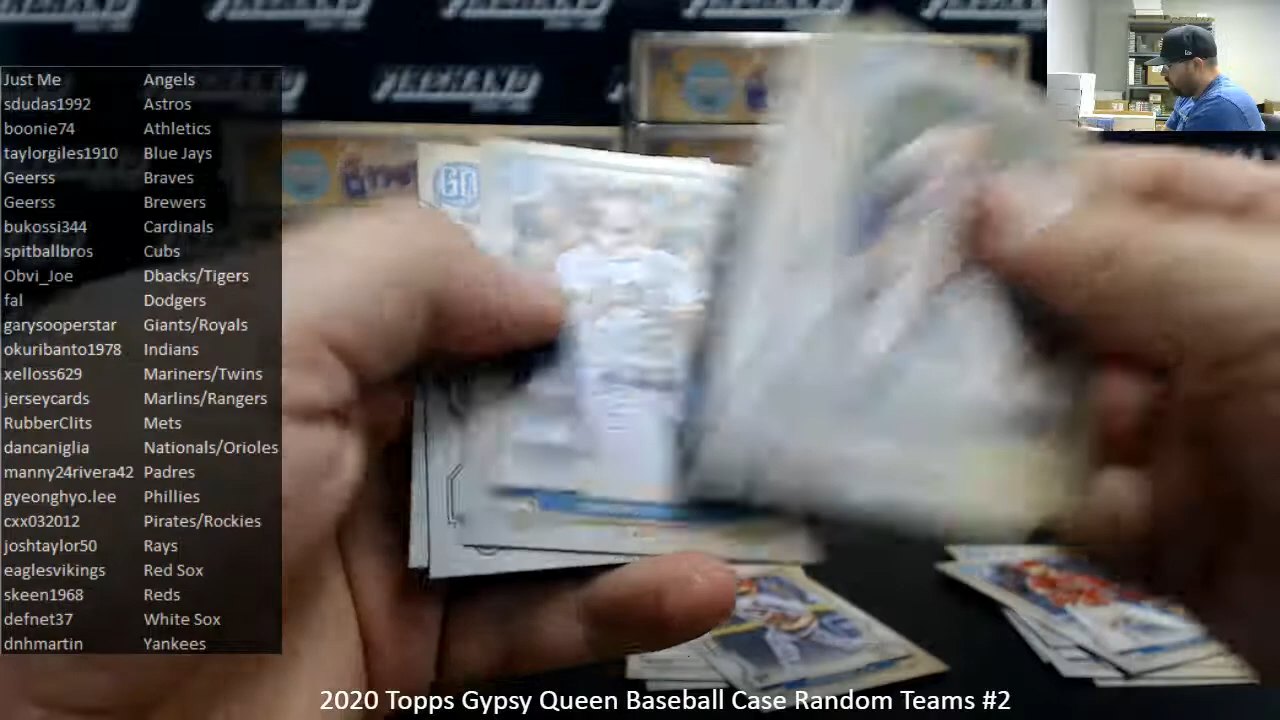 Just Me Angels
sdudas1992 Astros
boonie74 Athletics
taylorgiles1910 Blue Jays
Geerss Braves
Geerss Brewers
bukossi344 Cardinals
spitballbros Cubs
Obvi_Joe Dbacks/Tigers
fal Dodgers
garysooperstar Giants/Royals
okuribanto1978 Indians
xelloss629 Mariners/Twins
jerseycards Marlins/Rangers
RubberClits Mets
dancaniglia Nationals/Orioles
manny24rivera42 Padres
gyeonghyo.lee Phillies
cxx032012 Pirates/Rockies
joshtaylor50 Rays
eaglesvikings Red Sox
skeen1968 Reds
defnet37 White Sox
dnhmartin Yankees
GQ
2020 Topps Gypsy Queen Baseball Case Random Teams #2